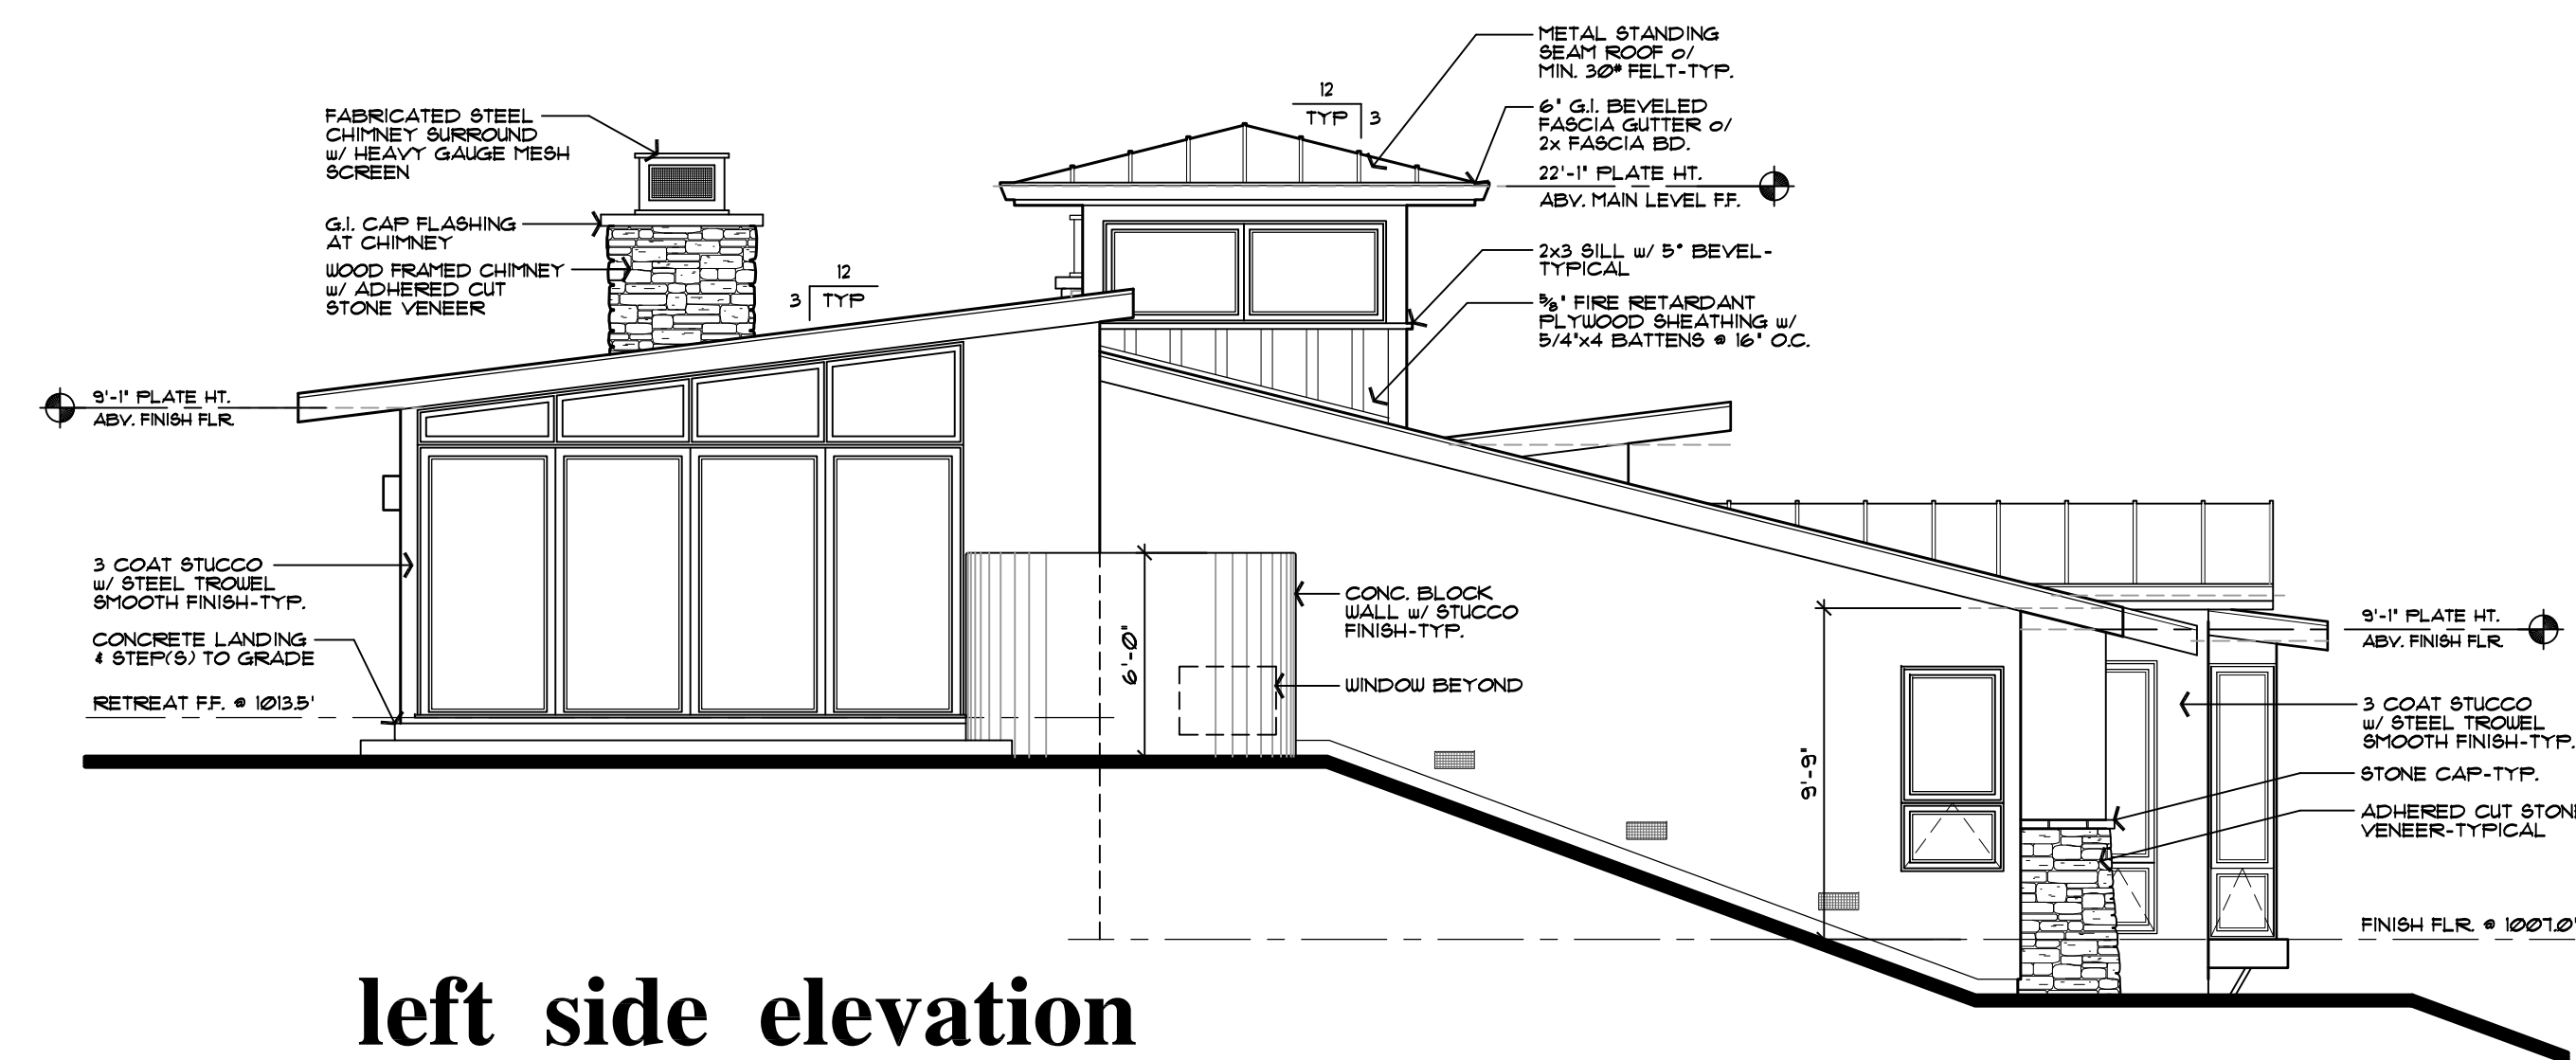 METAL STANDING
SEAM ROOF o/
MIN. 30# FELT-TYP.
12
TYP
3
6" G.I. BEVELED
FASCIA GUTTER o/
2x FASCIA BD.
22'-1" PLATE HT.
ABV. MAIN LEVEL F.F.
FABRICATED STEEL
CHIMNEY SURROUND
w/ HEAVY GAUGE MESH
SCREEN
G.I. CAP FLASHING
AT CHIMNEY
WOOD FRAMED CHIMNEY
w/ ADHERED CUT
STONE VENEER
12
3
TYP
2x3 SILL w/ 5° BEVEL-
TYPICAL
5/8" FIRE RETARDANT
PLYWOOD SHEATHING w/
5/4"x4 BATTENS @ 16" O.C.
9'-1" PLATE HT.
ABV. FINISH FLR.
3 COAT STUCCO
w/ STEEL TROWEL
SMOOTH FINISH-TYP.
CONCRETE LANDING
& STEP(S) TO GRADE
RETREAT F.F. @ 1013.5'
6'-0"
CONC. BLOCK
WALL w/ STUCCO
FINISH-TYP.
WINDOW BEYOND
9'-9"
9'-1" PLATE HT.
ABV. FINISH FLR.
3 COAT STUCCO
w/ STEEL TROWEL
SMOOTH FINISH-TYP.
STONE CAP-TYP.
ADHERED CUT STONE
VENEER-TYPICAL
FINISH FLR. @ 1007.0'
left side elevation